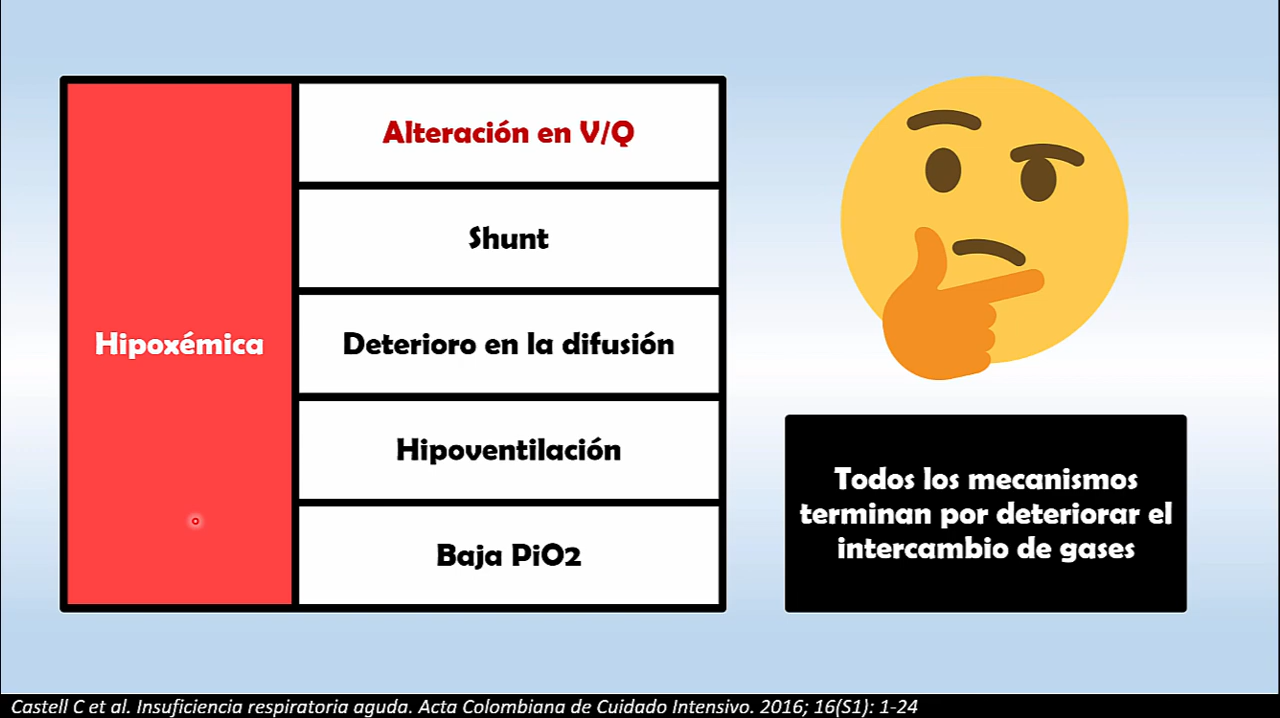 Hipoxémica
Alteración en V/Q
Shunt
Deterioro en la difusión
Hipoventilación
Baja PiO2
Todos los mecanismos
terminan por deteriorar el
intercambio de gases
Castell C et al. Insuficiencia respiratoria aguda. Acta Colombiana de Cuidado Intensivo. 2016; 16(S1): 1-24